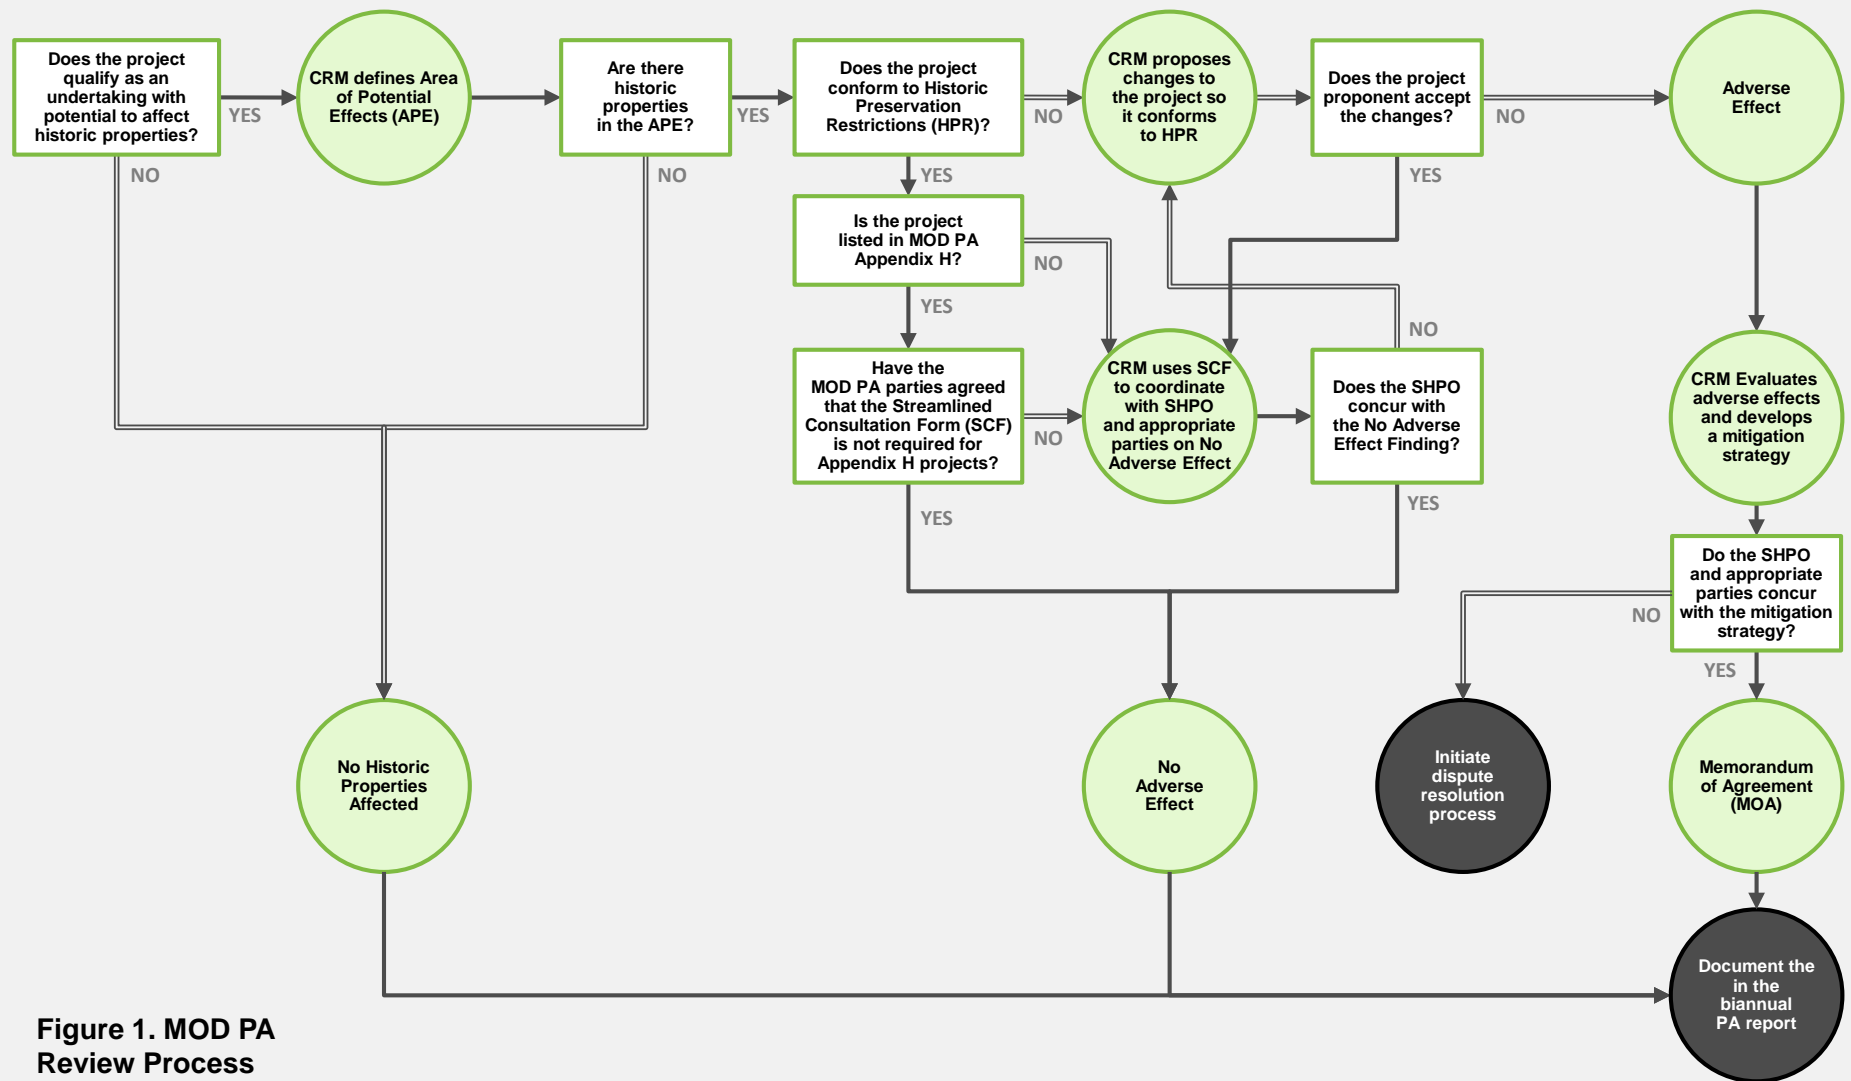 Does the project
qualify as an
undertaking with
potential to affect
historic properties?
YES
NO
CRM defines Area
of Potential
Effects (APE)
Are there
historic
properties
in the APE?
YES
NO
Does the project
conform to Historic
Preservation
Restrictions (HPR)?
NO
YES
CRM proposes
changes to
the project so
it conforms
to HPR
Does the project
proponent accept
the changes?
NO
YES
Adverse
Effect
Is the project
listed in MOD PA
Appendix H?
NO
YES
Have the
MOD PA parties agreed
that the Streamlined
Consultation Form (SCF)
is not required for
Appendix H projects?
NO
YES
CRM uses SCF
to coordinate
with SHPO
and appropriate
parties on No
Adverse Effect
NO
Does the SHPO
concur with
the No Adverse
Effect Finding?
YES
CRM Evaluates
adverse effects
and develops
a mitigation
strategy
Do the SHPO
and appropriate
parties concur
with the mitigation
strategy?
NO
YES
No Historic
Properties
Affected
No
Adverse
Effect
Initiate
dispute
resolution
process
Memorandum
of Agreement
(MOA)
Document the
in the
biannual
PA report
Figure 1. MOD PA
Review Process